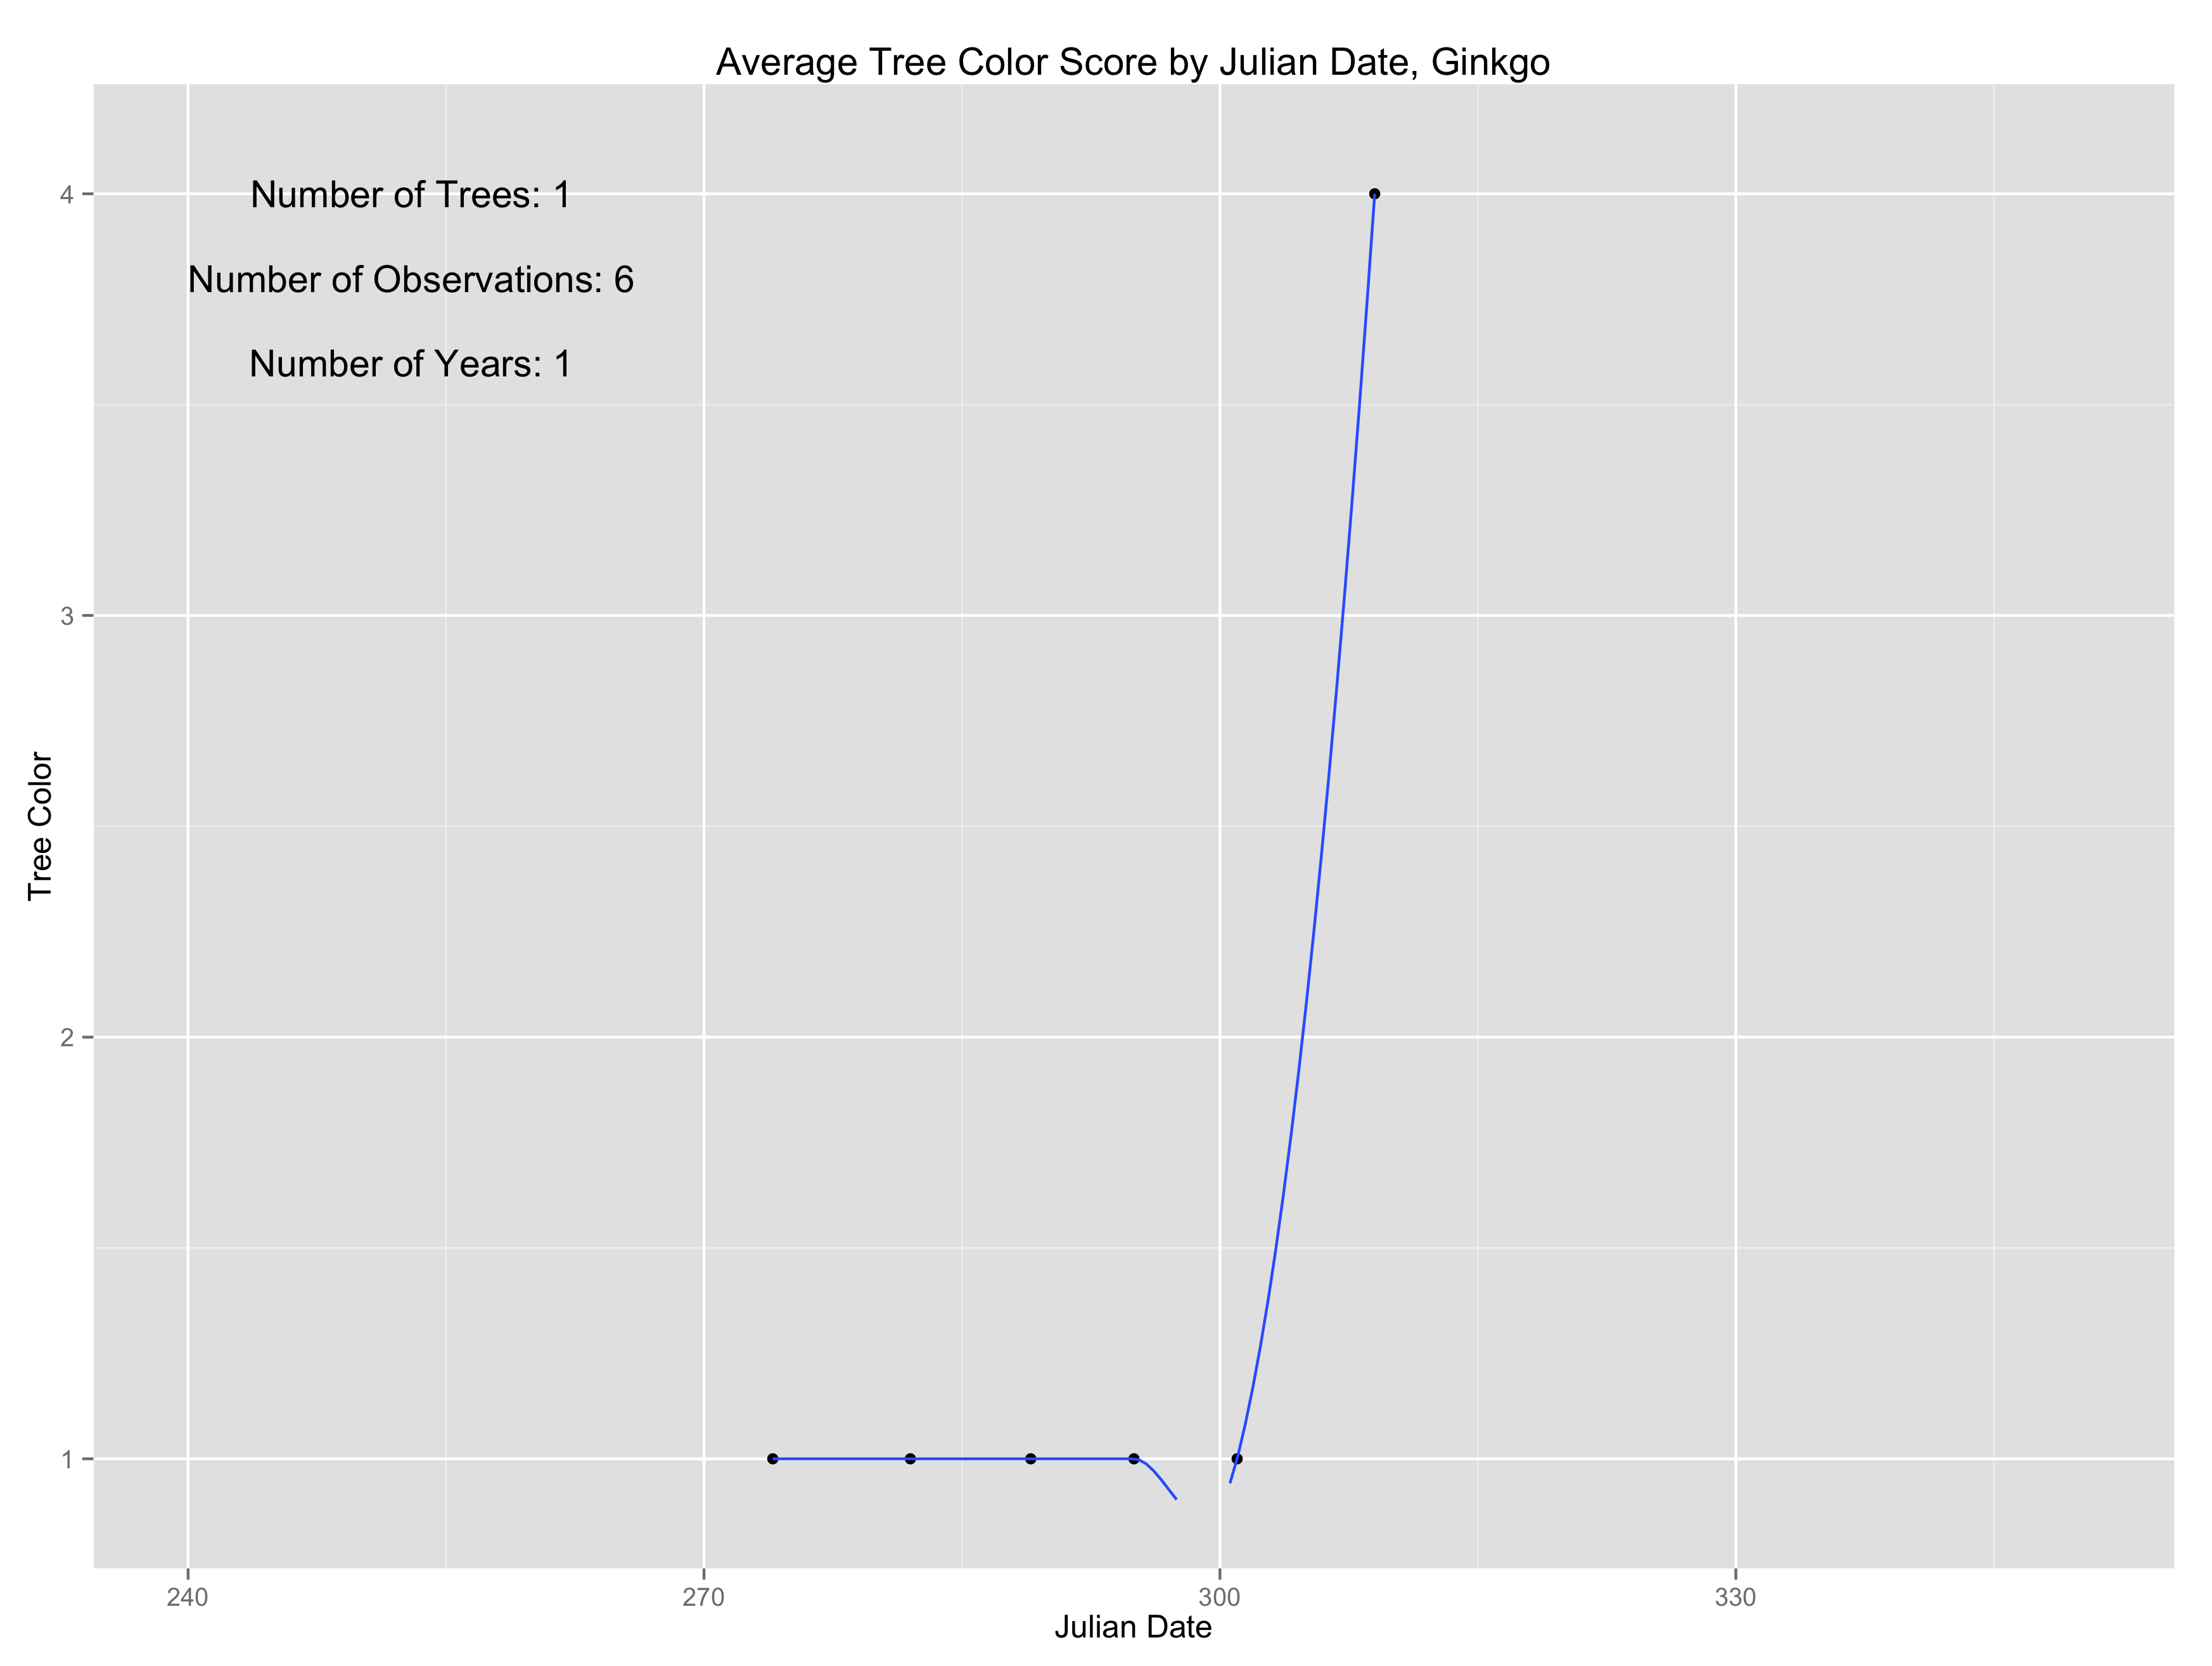 Average Tree Color Score by Julian Date, Ginkgo
Number of Trees: 1
Number of Observations: 6
Number of Years: 1
4
3
2
1
Tree Color
240
270
300
330
Julian Date